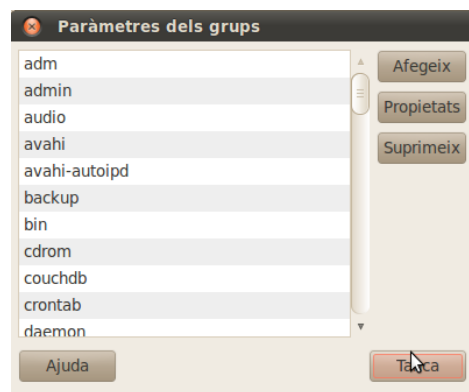 Paràmetres dels grups
adm
admin
audio
avahi
avahi-autoipd
backup
bin
cdrom
couchdb
crontab
daemon
Afegeix
Propietats
Suprimeix
Ajuda
Tanca